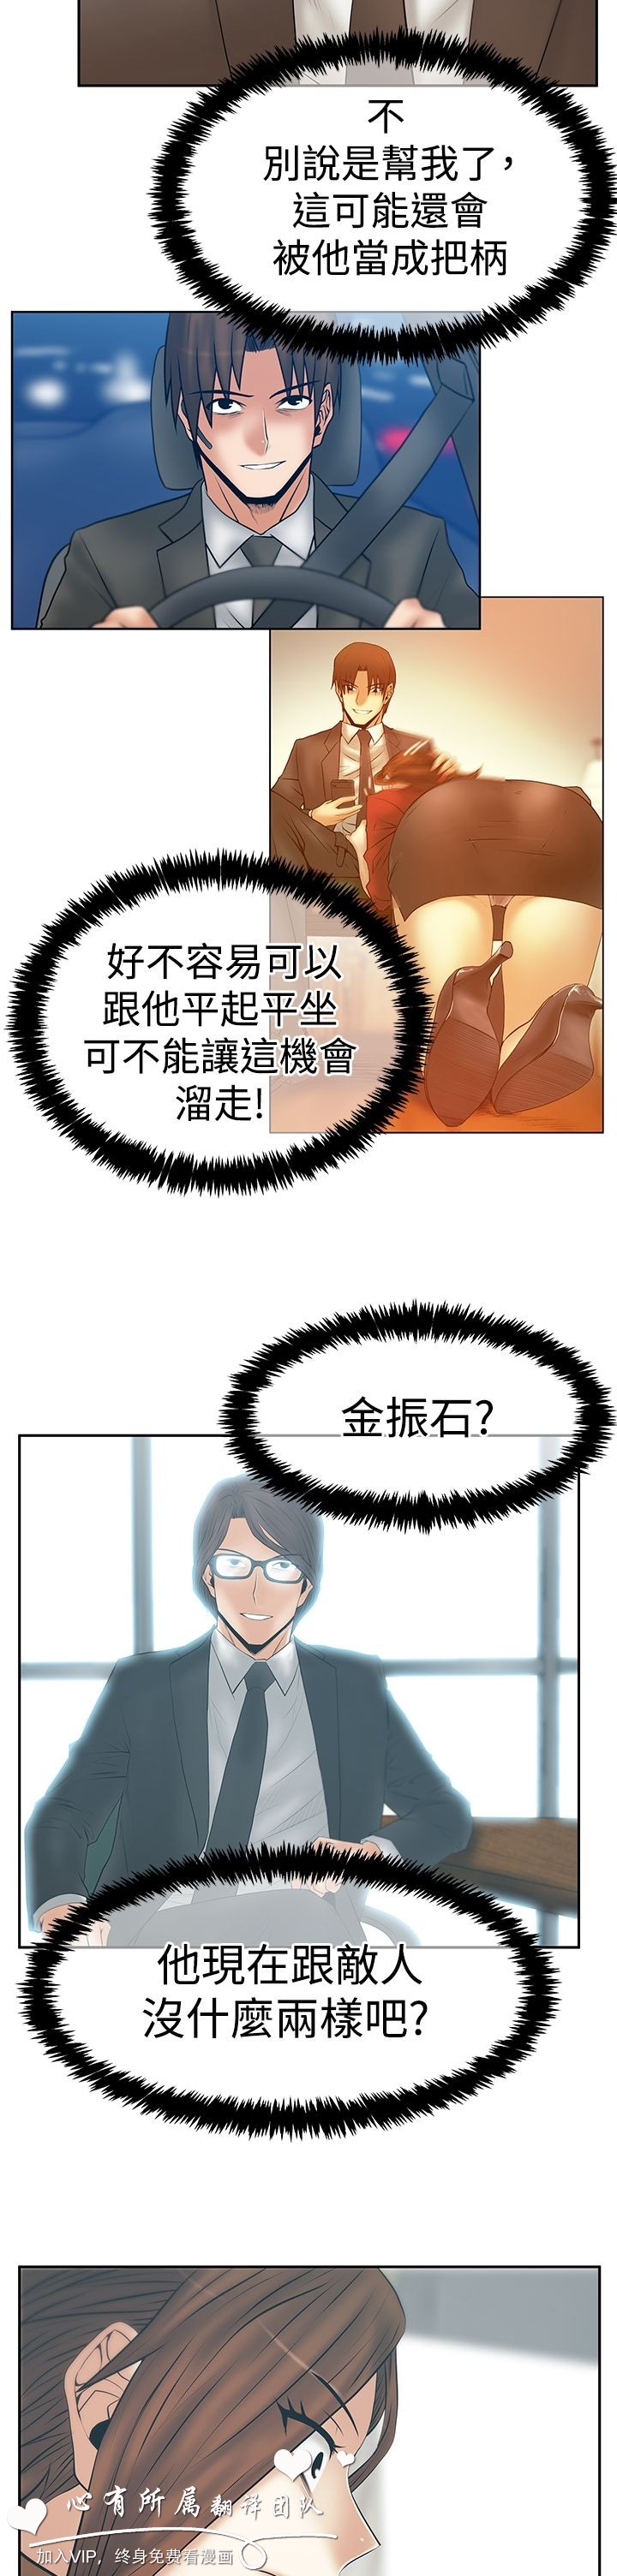 不
別說是幫我了,
這可能還會
被他當成把柄
好不容易可以
跟他平起平坐
可不能讓這機會
溜走!
金振石?
他現在跟敵人
沒什麼兩樣吧?
心有所属翻译团队
加入VIP，终身免费看漫画